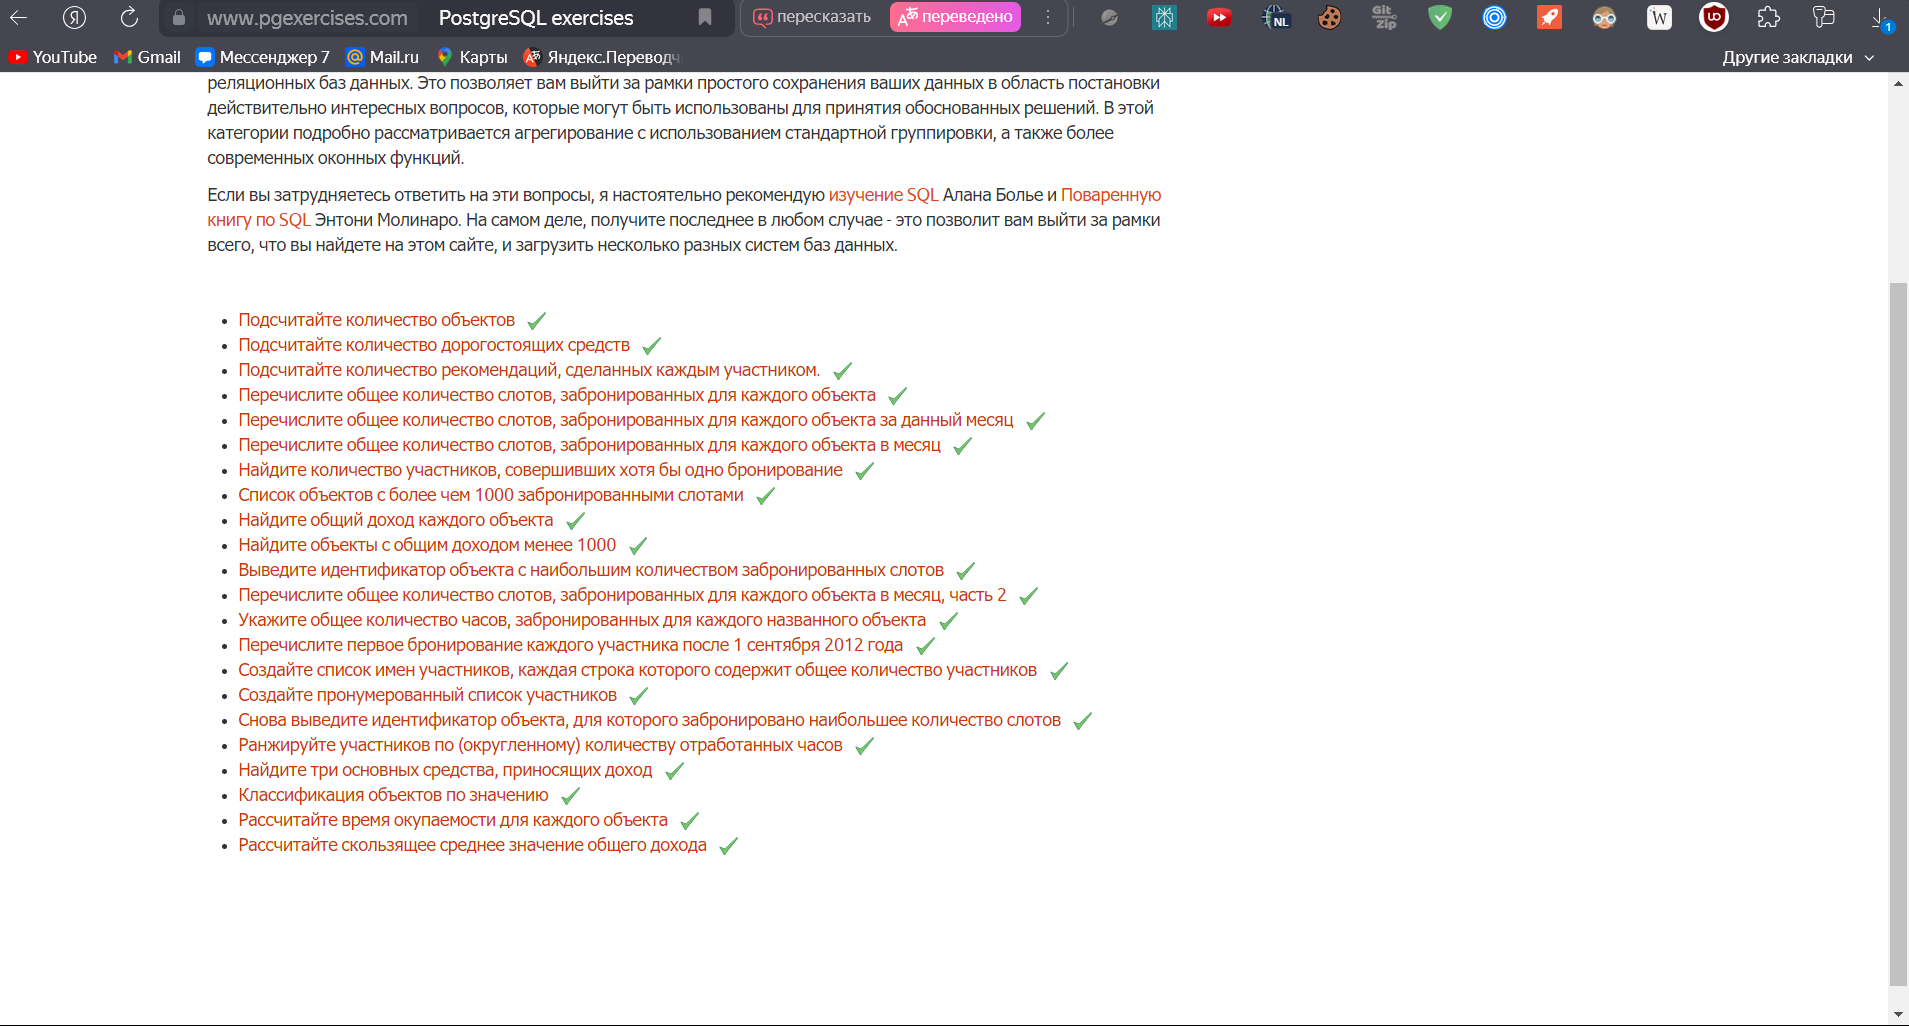 www.pgexercises.com PostgreSQL exercises пересказать переведено
Git Zip NL W 1
YouTube Gmail Мессенджер 7 Mail.ru Карты Яндекс.Переводч Другие закладки
реляционных баз данных. Это позволяет вам выйти за рамки простого сохранения ваших данных в область постановки
действительно интересных вопросов, которые могут быть использованы для принятия обоснованных решений. В этой
категории подробно рассматривается агрегирование с использованием стандартной группировки, а также более
современных оконных функций.
Если вы затрудняетесь ответить на эти вопросы, я настоятельно рекомендую изучение SQL Алана Болье и Поваренную
книгу по SQL Энтони Молинаро. На самом деле, получите последнее в любом случае - это позволит вам выйти за рамки
всего, что вы найдете на этом сайте, и загрузить несколько разных систем баз данных.
Подсчитайте количество объектов
Подсчитайте количество дорогостоящих средств
Подсчитайте количество рекомендаций, сделанных каждым участником.
Перечислите общее количество слотов, забронированных для каждого объекта
Перечислите общее количество слотов, забронированных для каждого объекта за данный месяц
Перечислите общее количество слотов, забронированных для каждого объекта в месяц
Найдите количество участников, совершивших хотя бы одно бронирование
Список объектов с более чем 1000 забронированными слотами
Найдите общий доход каждого объекта
Найдите объекты с общим доходом менее 1000
Выведите идентификатор объекта с наибольшим количеством забронированных слотов
Перечислите общее количество слотов, забронированных для каждого объекта в месяц, часть 2
Укажите общее количество часов, забронированных для каждого названного объекта
Перечислите первое бронирование каждого участника после 1 сентября 2012 года
Создайте список имен участников, каждая строка которого содержит общее количество участников
Создайте пронумерованный список участников
Снова выведите идентификатор объекта, для которого забронировано наибольшее количество слотов
Ранжируйте участников по (округленному) количеству отработанных часов
Найдите три основных средства, приносящих доход
Классификация объектов по значению
Рассчитайте время окупаемости для каждого объекта
Рассчитайте скользящее среднее значение общего дохода